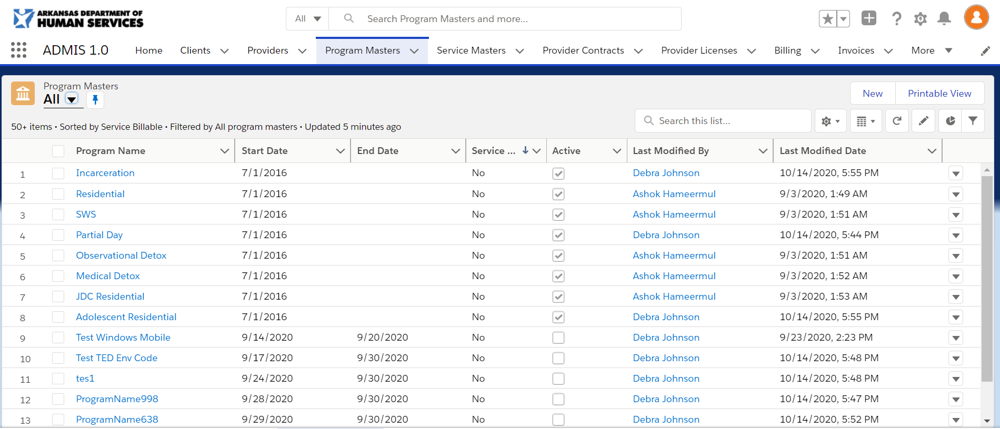 ARKANSAS DEPARTMENT OF
HUMAN SERVICES
All
Search Program Masters and more...
ADMIS 1.0
Home Clients Providers Program Masters Service Masters Provider Contracts Provider Licenses Billing Invoices More
Program Masters
All
New Printable View
50+ items • Sorted by Service Billable • Filtered by All program masters • Updated 5 minutes ago
Search this list...
Program Name Start Date End Date Service ... Active Last Modified By Last Modified Date
1 Incarceration 7/1/2016 No Debra Johnson 10/14/2020, 5:55 PM
2 Residential 7/1/2016 No Ashok Hameermul 9/3/2020, 1:49 AM
3 SWS 7/1/2016 No Ashok Hameermul 9/3/2020, 1:51 AM
4 Partial Day 7/1/2016 No Debra Johnson 10/14/2020, 5:44 PM
5 Observational Detox 7/1/2016 No Ashok Hameermul 9/3/2020, 1:51 AM
6 Medical Detox 7/1/2016 No Ashok Hameermul 9/3/2020, 1:52 AM
7 JDC Residential 7/1/2016 No Ashok Hameermul 9/3/2020, 1:53 AM
8 Adolescent Residential 7/1/2016 No Debra Johnson 10/14/2020, 5:55 PM
9 Test Windows Mobile 9/14/2020 9/20/2020 No Debra Johnson 9/23/2020, 2:23 PM
10 Test TED Env Code 9/17/2020 9/30/2020 No Debra Johnson 10/14/2020, 5:48 PM
11 tes1 9/24/2020 9/30/2020 No Debra Johnson 10/14/2020, 5:48 PM
12 ProgramName998 9/28/2020 9/30/2020 No Debra Johnson 10/14/2020, 5:47 PM
13 ProgramName638 9/29/2020 9/30/2020 No Debra Johnson 10/14/2020, 5:52 PM